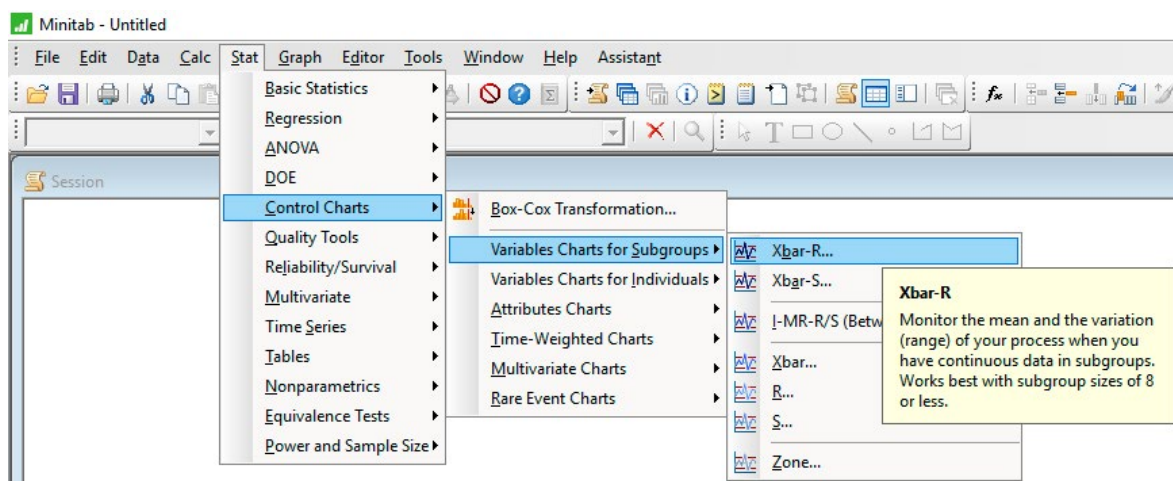 Minitab - Untitled
File Edit Data Calc Stat Graph Editor Tools Window Help Assistant
Session
Basic Statistics
Regression
ANOVA
DOE
Control Charts
Quality Tools
Reliability/Survival
Multivariate
Time Series
Tables
Nonparametrics
Equivalence Tests
Power and Sample Size
Box-Cox Transformation...
Variables Charts for Subgroups
Variables Charts for Individuals
Attributes Charts
Time-Weighted Charts
Multivariate Charts
Rare Event Charts
Xbar-R...
Xbar-S...
I-MR-R/S (Betw
Xbar...
R...
S...
Zone...
Xbar-R
Monitor the mean and the variation
(range) of your process when you
have continuous data in subgroups.
Works best with subgroup sizes of 8
or less.